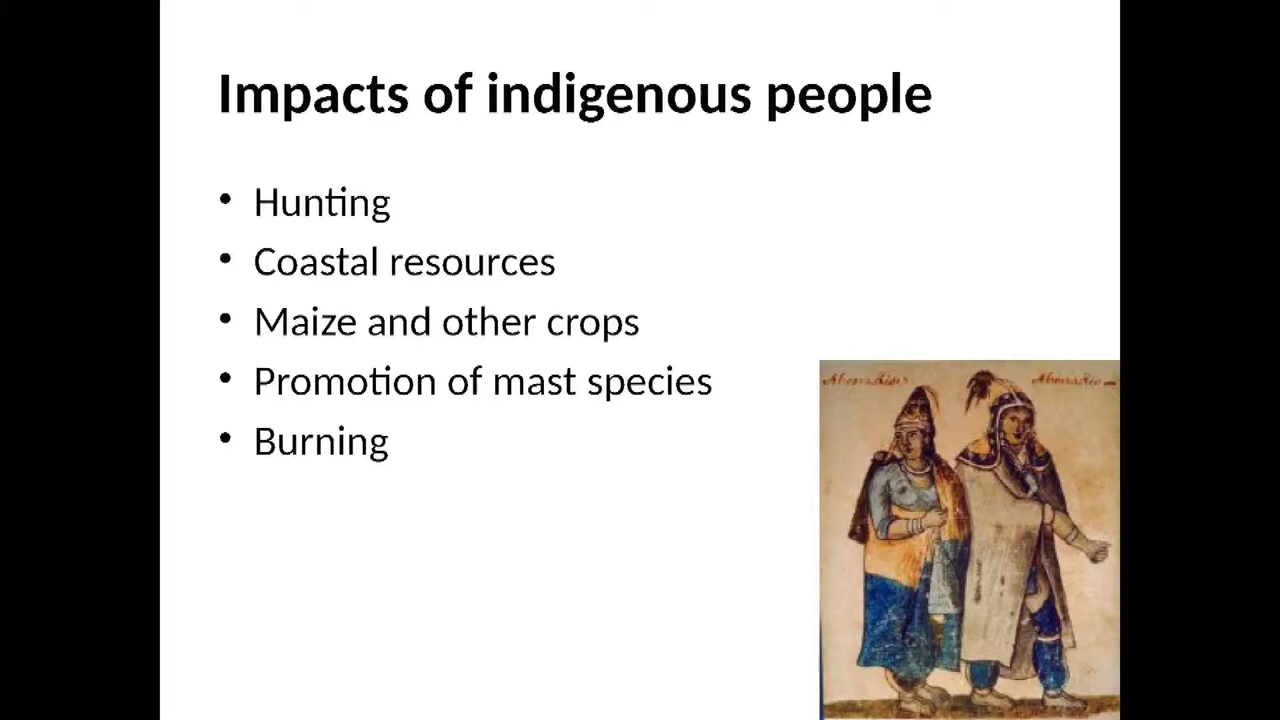 Impacts of indigenous people
• Hunting
• Coastal resources
• Maize and other crops
• Promotion of mast species
• Burning